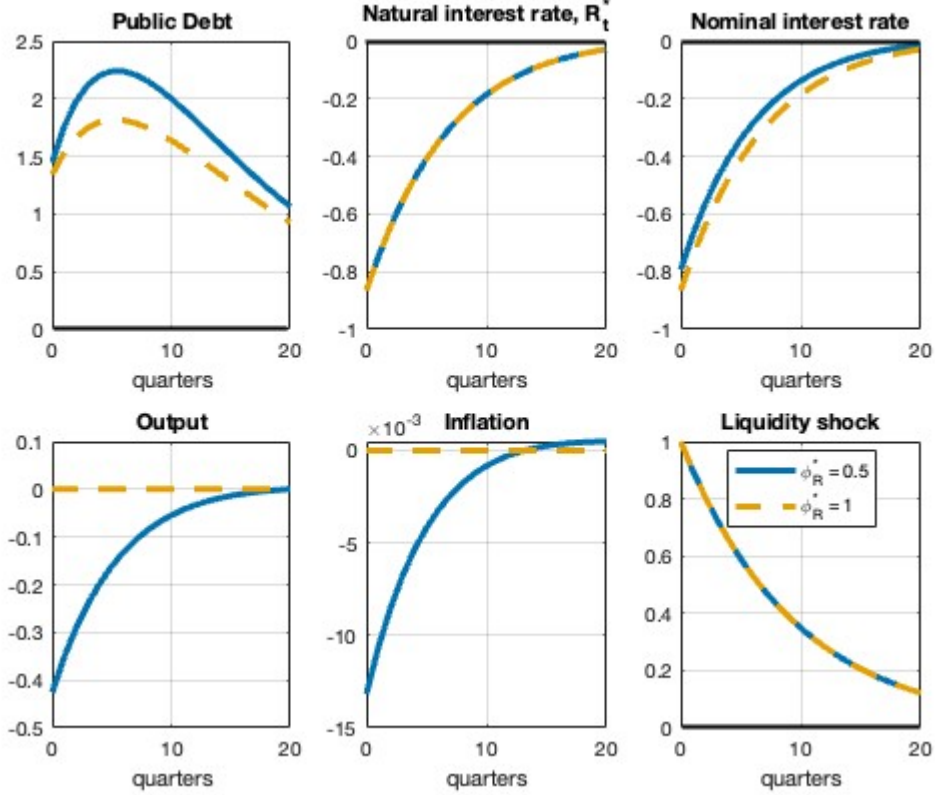 Public Debt
2.5
2
1.5
1
0.5
0
0 10 20
quarters
Natural interest rate, R*t
0
-0.2
-0.4
-0.6
-0.8
-1
0 10 20
quarters
Nominal interest rate
0
-0.2
-0.4
-0.6
-0.8
-1
0 10 20
quarters
Output
0.1
0
-0.1
-0.2
-0.3
-0.4
-0.5
0 10 20
quarters
×10-3 Inflation
0
-5
-10
-15
0 10 20
quarters
Liquidity shock
1
0.8
0.6
0.4
0.2
0
ϕ*R = 0.5
ϕ*R = 1
0 10 20
quarters